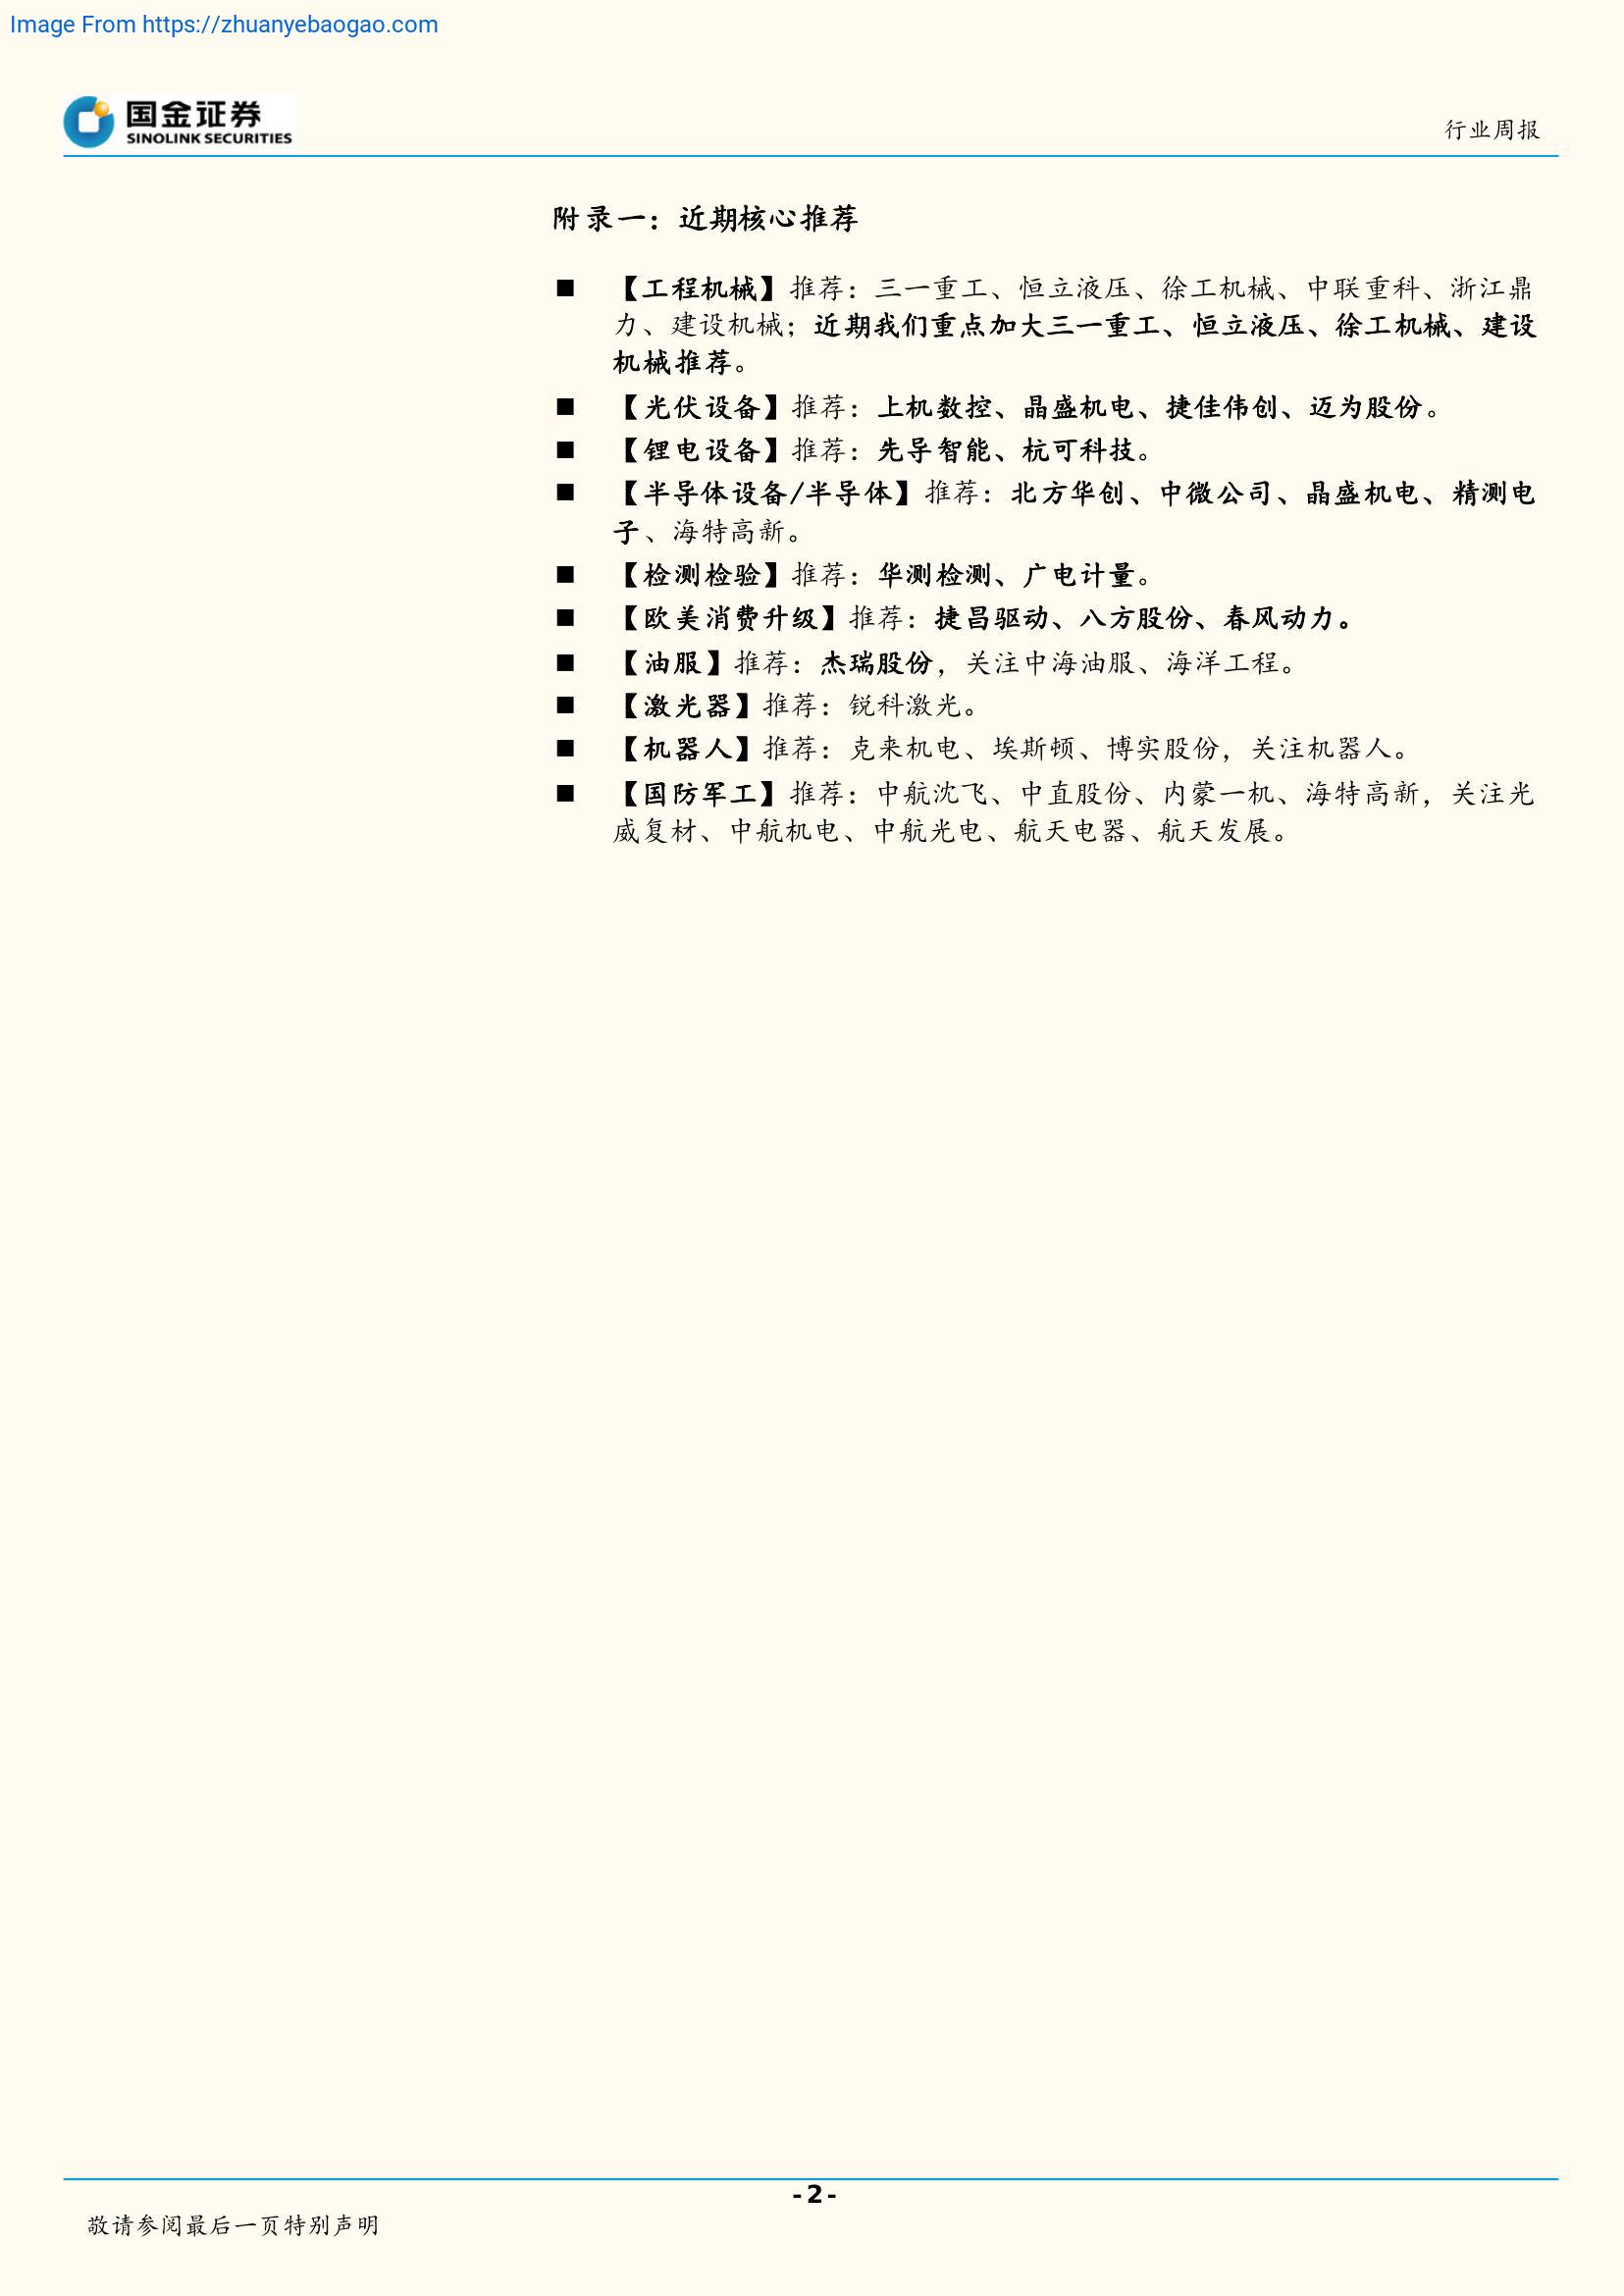 Image From https://zhuanyebaogao.com
国金证券
SINOLINK SECURITIES
行业周报
附录一：近期核心推荐
■ 【工程机械】推荐：三一重工、恒立液压、徐工机械、中联重科、浙江鼎
力、建设机械；近期我们重点加大三一重工、恒立液压、徐工机械、建设
机械推荐。
■ 【光伏设备】推荐：上机数控、晶盛机电、捷佳伟创、迈为股份。
■ 【锂电设备】推荐：先导智能、杭可科技。
■ 【半导体设备/半导体】推荐：北方华创、中微公司、晶盛机电、精测电
子、海特高新。
■ 【检测检验】推荐：华测检测、广电计量。
■ 【欧美消费升级】推荐：捷昌驱动、八方股份、春风动力。
■ 【油服】推荐：杰瑞股份，关注中海油服、海洋工程。
■ 【激光器】推荐：锐科激光。
■ 【机器人】推荐：克来机电、埃斯顿、博实股份，关注机器人。
■ 【国防军工】推荐：中航沈飞、中直股份、内蒙一机、海特高新，关注光
威复材、中航机电、中航光电、航天电器、航天发展。
- 2 -
敬请参阅最后一页特别声明